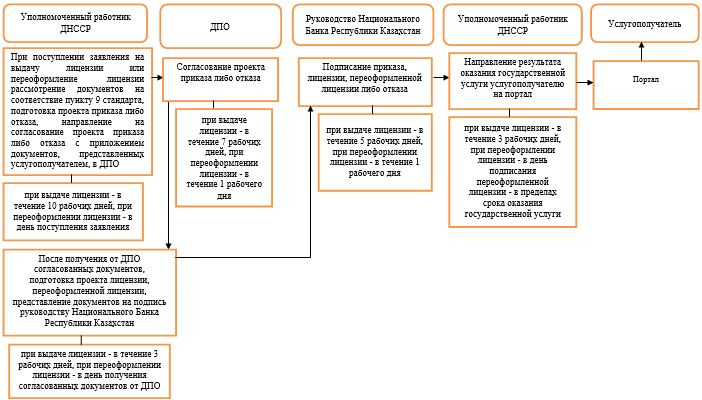 Уполномоченный работник
ДНССР
ДПО
Руководство Национального
Банка Республики Казахстан
Уполномоченный работник
ДНССР
Услугополучатель
При поступлении заявления на
выдачу лицензии или
переоформление лицензии
рассмотрение документов на
соответствие пункту 9 стандарта,
подготовка проекта приказа либо
отказа, направление на
согласование проекта приказа
либо отказа с приложением
документов, представленных
услугополучателем, в ДПО
Согласование проекта
приказа либо отказа
Подписание приказа,
лицензии, переоформленной
лицензии либо отказа
Направление результата
оказания государственной
услуги услугополучателю
на портал
Портал
при выдаче
лицензии - в
течение 7 рабочих
дней, при
переоформлении
лицензии - в
течение 1 рабочего
дня
при выдаче лицензии - в
течение 5 рабочих дней,
при переоформлении
лицензии - в течение 1
рабочего дня
при выдаче лицензии - в
течение 3 рабочих дней,
при переоформлении
лицензии - в день
подписания
переоформленной
лицензии - в пределах
срока оказания
государственной услуги
при выдаче лицензии - в
течение 10 рабочих дней, при
переоформлении лицензии - в
день поступления заявления
После получения от ДПО
согласованных документов,
подготовка проекта лицензии,
переоформленной лицензии,
представление документов на подпись
руководству Национального Банка
Республики Казахстан
при выдаче лицензии - в течение 3
рабочих дней, при переоформлении
лицензии - в день получения
согласованных документов от ДПО